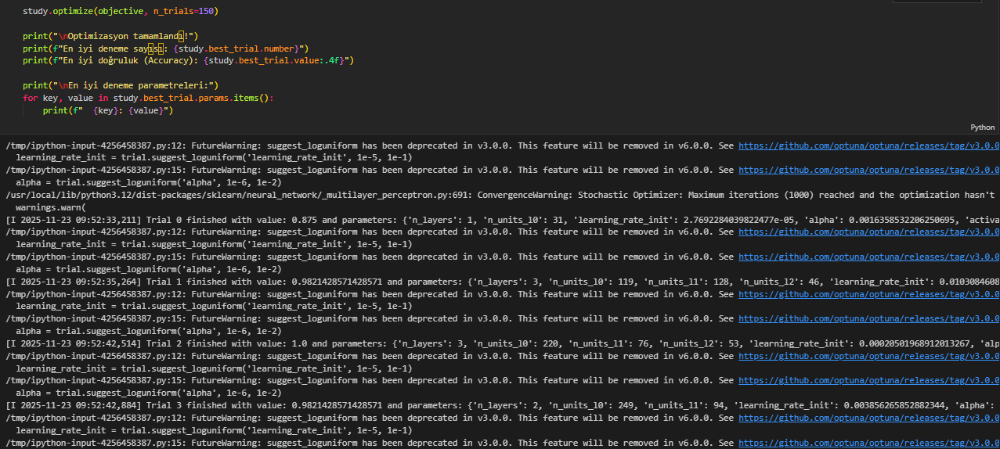 study.optimize(objective, n_trials=150)
print("\nOptimizasyon tamamlandı!")
print(f"En iyi deneme sayısı: {study.best_trial.number}")
print(f"En iyi doğruluk (Accuracy): {study.best_trial.value:.4f}")
print("\nEn iyi deneme parametreleri:")
for key, value in study.best_trial.params.items():
    print(f"  {key}: {value}")
Python
/tmp/ipython-input-4256458387.py:12: FutureWarning: suggest_loguniform has been deprecated in v3.0.0. This feature will be removed in v6.0.0. See https://github.com/optuna/optuna/releases/tag/v3.0.0
  learning_rate_init = trial.suggest_loguniform('learning_rate_init', 1e-5, 1e-1)
/tmp/ipython-input-4256458387.py:15: FutureWarning: suggest_loguniform has been deprecated in v3.0.0. This feature will be removed in v6.0.0. See https://github.com/optuna/optuna/releases/tag/v3.0.0
  alpha = trial.suggest_loguniform('alpha', 1e-6, 1e-2)
/usr/local/lib/python3.12/dist-packages/sklearn/neural_network/_multilayer_perceptron.py:691: ConvergenceWarning: Stochastic Optimizer: Maximum iterations (1000) reached and the optimization hasn't
  warnings.warn(
[I 2025-11-23 09:52:33,211] Trial 0 finished with value: 0.875 and parameters: {'n_layers': 1, 'n_units_l0': 31, 'learning_rate_init': 2.7692284039822477e-05, 'alpha': 0.0016358532206250695, 'activa
/tmp/ipython-input-4256458387.py:12: FutureWarning: suggest_loguniform has been deprecated in v3.0.0. This feature will be removed in v6.0.0. See https://github.com/optuna/optuna/releases/tag/v3.0.0
  learning_rate_init = trial.suggest_loguniform('learning_rate_init', 1e-5, 1e-1)
/tmp/ipython-input-4256458387.py:15: FutureWarning: suggest_loguniform has been deprecated in v3.0.0. This feature will be removed in v6.0.0. See https://github.com/optuna/optuna/releases/tag/v3.0.0
  alpha = trial.suggest_loguniform('alpha', 1e-6, 1e-2)
[I 2025-11-23 09:52:35,264] Trial 1 finished with value: 0.9821428571428571 and parameters: {'n_layers': 3, 'n_units_l0': 119, 'n_units_l1': 128, 'n_units_l2': 46, 'learning_rate_init': 0.0103084608
/tmp/ipython-input-4256458387.py:12: FutureWarning: suggest_loguniform has been deprecated in v3.0.0. This feature will be removed in v6.0.0. See https://github.com/optuna/optuna/releases/tag/v3.0.0
  learning_rate_init = trial.suggest_loguniform('learning_rate_init', 1e-5, 1e-1)
/tmp/ipython-input-4256458387.py:15: FutureWarning: suggest_loguniform has been deprecated in v3.0.0. This feature will be removed in v6.0.0. See https://github.com/optuna/optuna/releases/tag/v3.0.0
  alpha = trial.suggest_loguniform('alpha', 1e-6, 1e-2)
[I 2025-11-23 09:52:42,514] Trial 2 finished with value: 1.0 and parameters: {'n_layers': 3, 'n_units_l0': 220, 'n_units_l1': 76, 'n_units_l2': 53, 'learning_rate_init': 0.00020501968912013267, 'alp
/tmp/ipython-input-4256458387.py:12: FutureWarning: suggest_loguniform has been deprecated in v3.0.0. This feature will be removed in v6.0.0. See https://github.com/optuna/optuna/releases/tag/v3.0.0
  learning_rate_init = trial.suggest_loguniform('learning_rate_init', 1e-5, 1e-1)
/tmp/ipython-input-4256458387.py:15: FutureWarning: suggest_loguniform has been deprecated in v3.0.0. This feature will be removed in v6.0.0. See https://github.com/optuna/optuna/releases/tag/v3.0.0
  alpha = trial.suggest_loguniform('alpha', 1e-6, 1e-2)
[I 2025-11-23 09:52:42,884] Trial 3 finished with value: 0.9821428571428571 and parameters: {'n_layers': 2, 'n_units_l0': 249, 'n_units_l1': 94, 'learning_rate_init': 0.003856265852882344, 'alpha':
/tmp/ipython-input-4256458387.py:12: FutureWarning: suggest_loguniform has been deprecated in v3.0.0. This feature will be removed in v6.0.0. See https://github.com/optuna/optuna/releases/tag/v3.0.0
  learning_rate_init = trial.suggest_loguniform('learning_rate_init', 1e-5, 1e-1)
/tmp/ipython-input-4256458387.py:15: FutureWarning: suggest_loguniform has been deprecated in v3.0.0. This feature will be removed in v6.0.0. See https://github.com/optuna/optuna/releases/tag/v3.0.0